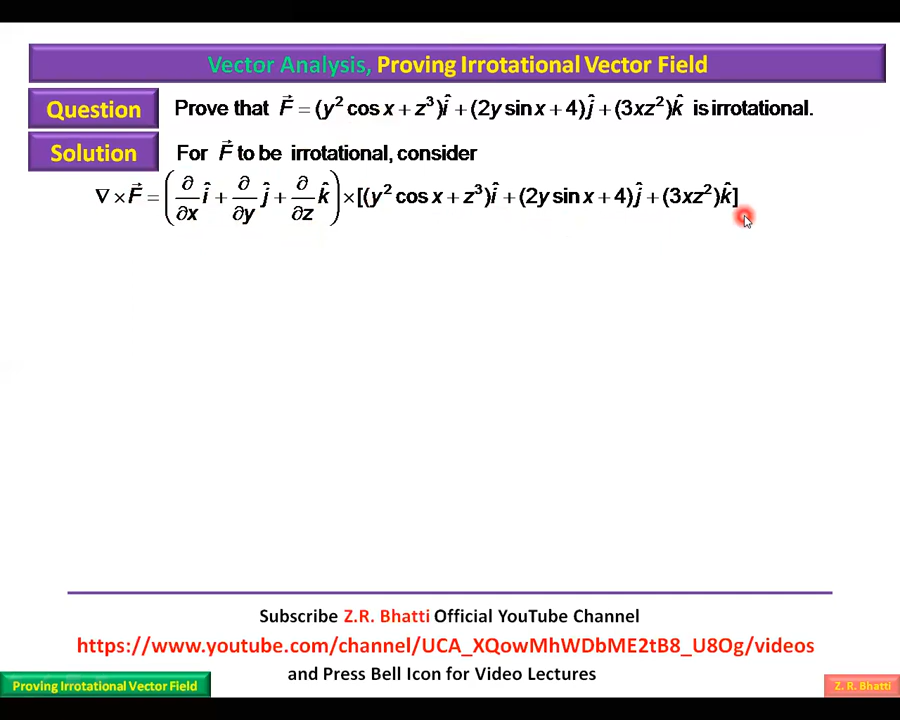 Vector Analysis, Proving Irrotational Vector Field
Question Prove that F⃗ = (y² cos x + z³)î + (2y sin x + 4)ĵ + (3xz²)k̂ is irrotational.
Solution For F⃗ to be irrotational, consider
∇ × F⃗ = (∂/∂x î + ∂/∂y ĵ + ∂/∂z k̂) × [(y² cos x + z³)î + (2y sin x + 4)ĵ + (3xz²)k̂]
Subscribe Z.R. Bhatti Official YouTube Channel
https://www.youtube.com/channel/UCA_XQowMhWDbME2tB8_U8Og/videos
and Press Bell Icon for Video Lectures
Proving Irrotational Vector Field Z. R. Bhatti